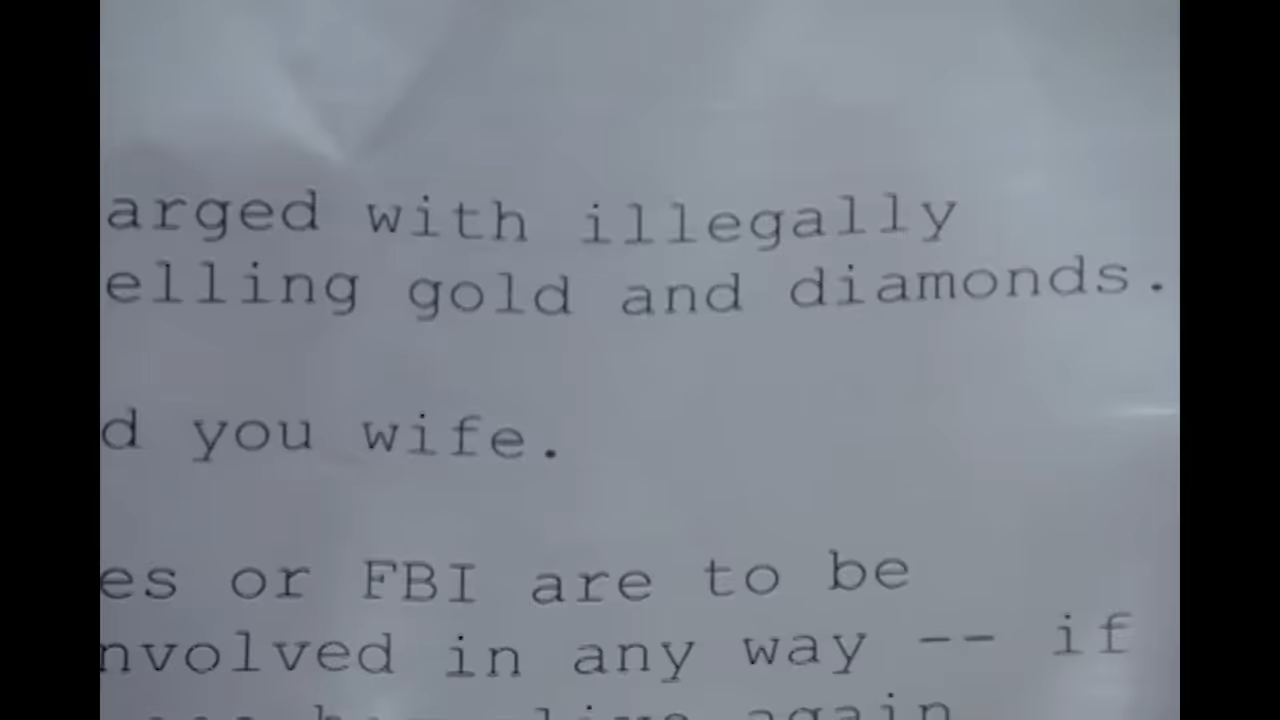 arged with illegally
elling gold and diamonds.
d you wife.
es or FBI are to be
nvolved in any way -- if
again